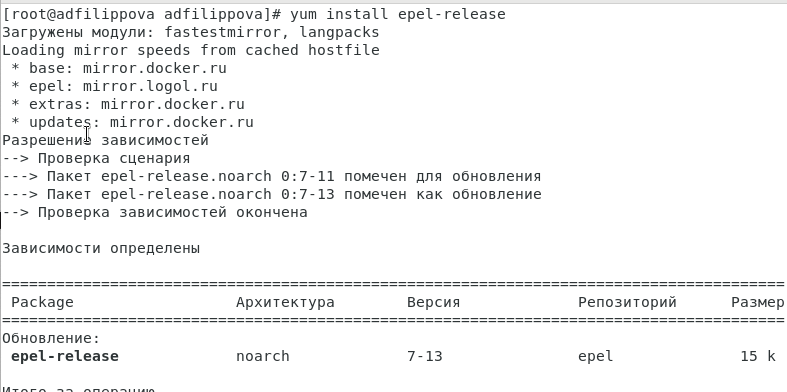 [root@adfilippova adfilippova]# yum install epel-release
Загружены модули: fastestmirror, langpacks
Loading mirror speeds from cached hostfile
 * base: mirror.docker.ru
 * epel: mirror.logol.ru
 * extras: mirror.docker.ru
 * updates: mirror.docker.ru
Разрешение зависимостей
--> Проверка сценария
---> Пакет epel-release.noarch 0:7-11 помечен для обновления
---> Пакет epel-release.noarch 0:7-13 помечен как обновление
--> Проверка зависимостей окончена
Зависимости определены
================================================================================
 Package                  Архитектура        Версия             Репозиторий      Размер
================================================================================
Обновление:
 epel-release             noarch             7-13               epel              15 k
Итого за операцию